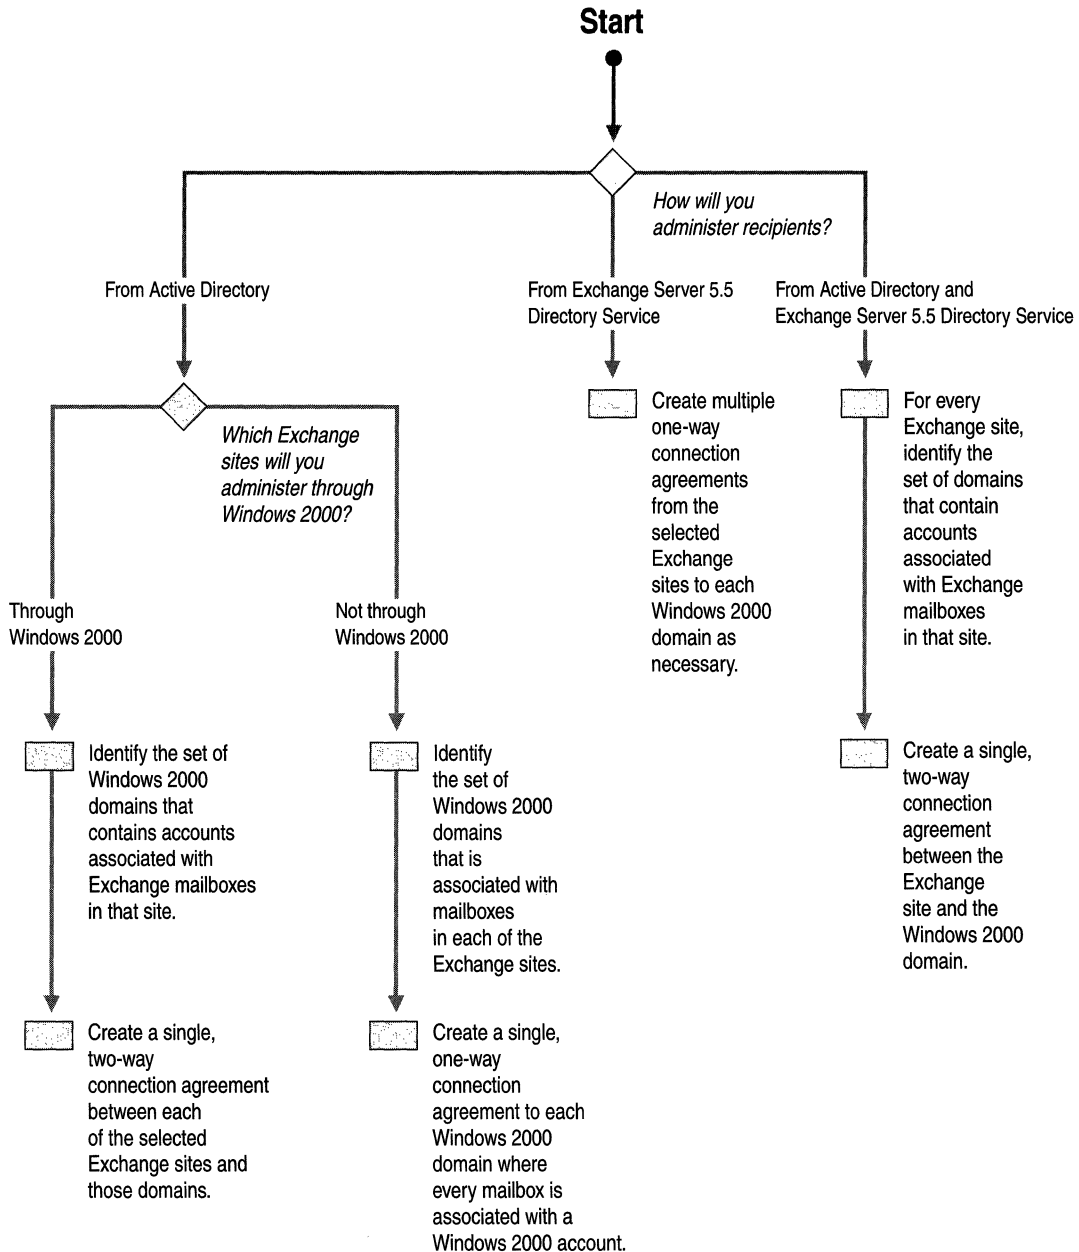 Start
How will you
administer recipients?
From Active Directory
From Exchange Server 5.5
Directory Service
From Active Directory and
Exchange Server 5.5 Directory Service
Which Exchange
sites will you
administer through
Windows 2000?
Create multiple
one-way
connection
agreements
from the
selected
Exchange
sites to each
Windows 2000
domain as
necessary.
For every
Exchange site,
identify the
set of domains
that contain
accounts
associated
with Exchange
mailboxes
in that site.
Through
Windows 2000
Not through
Windows 2000
Identify the set of
Windows 2000
domains that
contains accounts
associated with
Exchange mailboxes
in that site.
Identify
the set of
Windows 2000
domains
that is
associated with
mailboxes
in each of the
Exchange sites.
Create a single,
two-way
connection
agreement
between the
Exchange
site and the
Windows 2000
domain.
Create a single,
two-way
connection agreement
between each
of the selected
Exchange sites and
those domains.
Create a single,
one-way
connection
agreement to each
Windows 2000
domain where
every mailbox is
associated with a
Windows 2000 account.